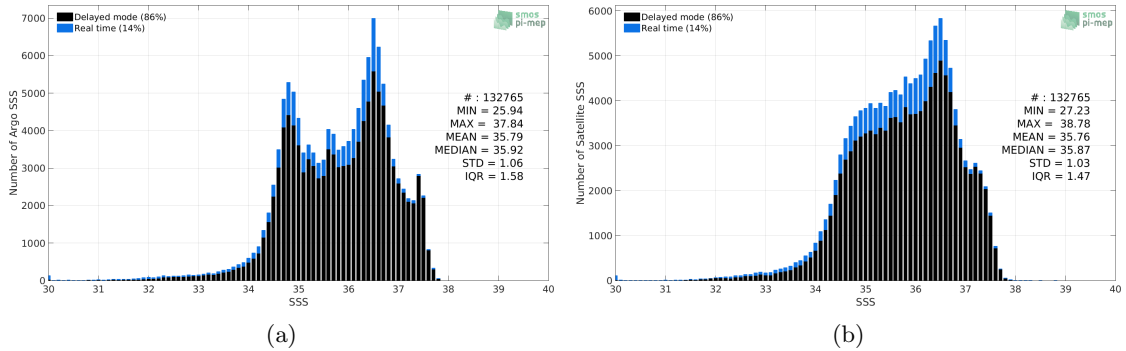 Delayed mode (86%)
Real time (14%)
smos
pi-mep
7000
6000
5000
4000
3000
2000
1000
0
Number of Argo SSS
# : 132765
MIN = 25.94
MAX = 37.84
MEAN = 35.79
MEDIAN = 35.92
STD = 1.06
IQR = 1.58
30 31 32 33 34 35 36 37 38 39 40
SSS
(a)
Delayed mode (86%)
Real time (14%)
smos
pi-mep
6000
5000
4000
3000
2000
1000
0
Number of Satellite SSS
# : 132765
MIN = 27.23
MAX = 38.78
MEAN = 35.76
MEDIAN = 35.87
STD = 1.03
IQR = 1.47
30 31 32 33 34 35 36 37 38 39 40
SSS
(b)